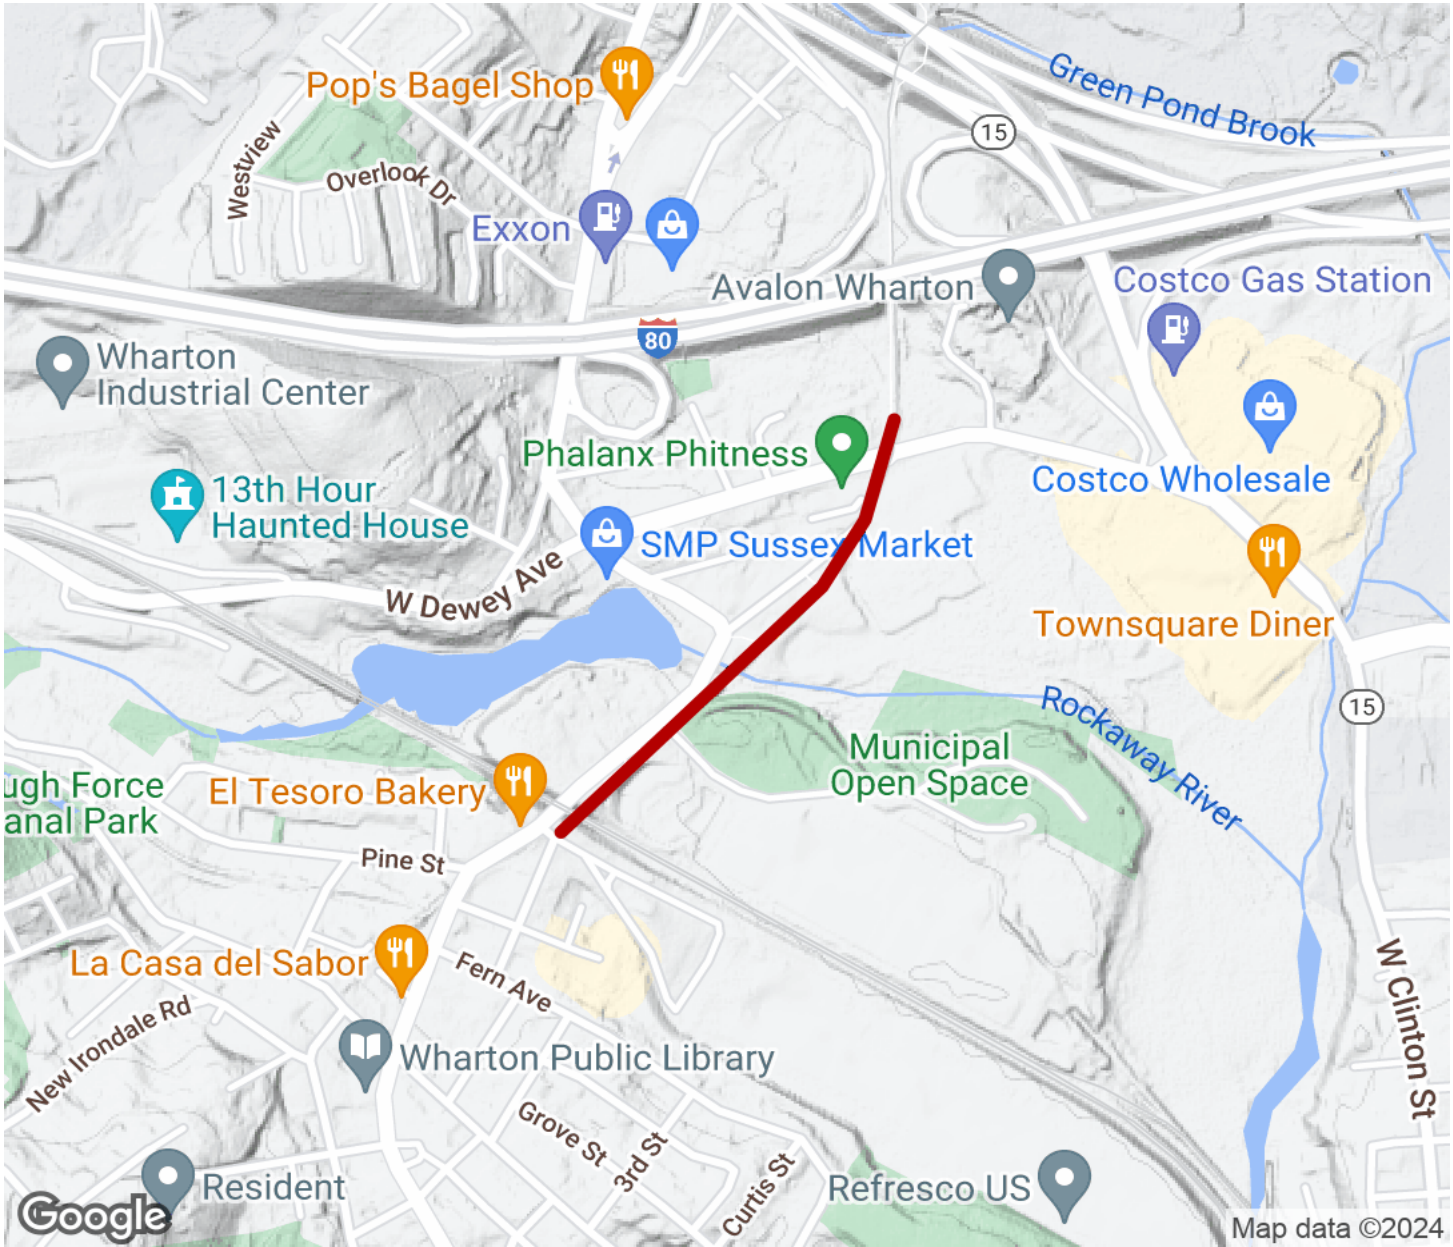 Pop's Bagel Shop
Green Pond Brook
15
Westview
Overlook Dr
Exxon
Avalon Wharton
Costco Gas Station
80
Wharton
Industrial Center
Phalanx Phitness
Costco Wholesale
13th Hour
Haunted House
SMP Sussex Market
W Dewey Ave
Townsquare Diner
Rockaway River
15
Municipal
Open Space
ugh Force
anal Park
El Tesoro Bakery
Pine St
La Casa del Sabor
Fern Ave
W Clinton St
New Irondale Rd
Wharton Public Library
Grove St
3rd St
Curtis St
Resident
Refresco US
Google
Map data ©2024